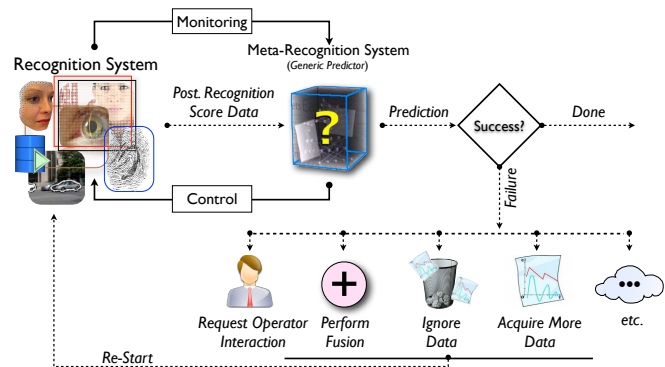 Monitoring
Meta-Recognition System
(Generic Predictor)
Recognition System
Post. Recognition
Score Data
?
Prediction
Success?
Done
Control
Failure
Request Operator
Interaction
Perform
Fusion
Ignore
Data
Acquire More
Data
etc.
Re-Start